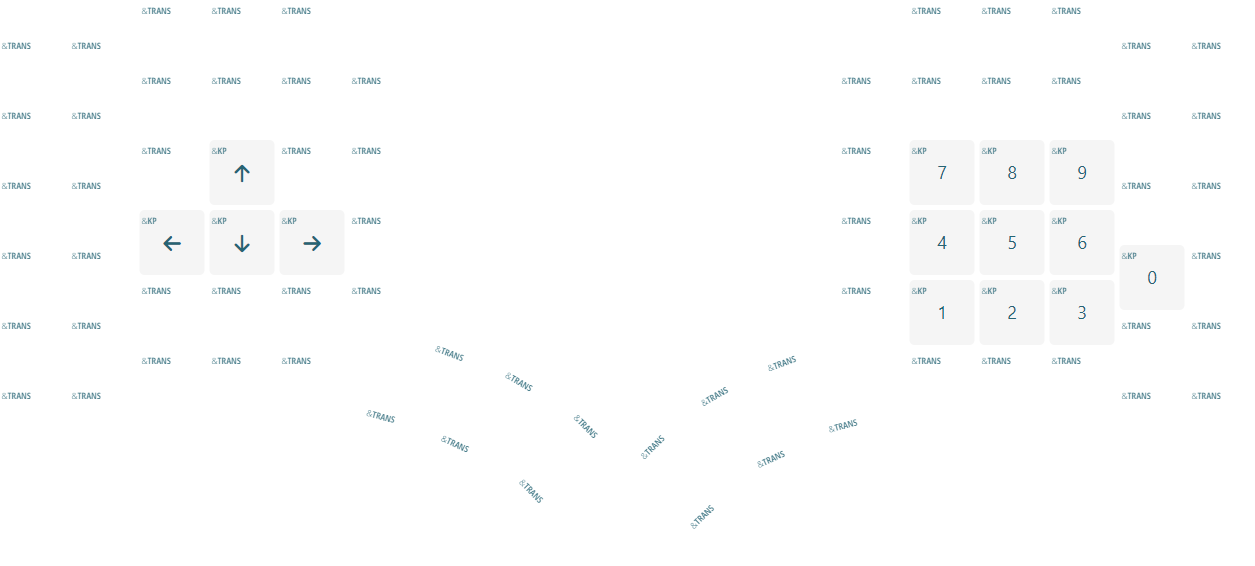 &TRANS &TRANS &TRANS &TRANS &TRANS &TRANS
&TRANS &TRANS &TRANS &TRANS
&TRANS &TRANS &TRANS &TRANS &TRANS &TRANS &TRANS &TRANS
&TRANS &TRANS &TRANS &TRANS
&TRANS &KP &TRANS &TRANS &TRANS &KP &KP &KP
↑ 7 8 9
&TRANS &TRANS &TRANS &TRANS
&KP &KP &KP &TRANS &TRANS &KP &KP &KP
← ↓ → 4 5 6
&TRANS &TRANS &KP &TRANS
0
&TRANS &TRANS &TRANS &TRANS &TRANS &KP &KP &KP
1 2 3
&TRANS &TRANS &TRANS &TRANS
&TRANS &TRANS &TRANS &TRANS &TRANS &TRANS &TRANS &TRANS
&TRANS
&TRANS &TRANS &TRANS &TRANS &TRANS
&TRANS &TRANS &TRANS
&TRANS &TRANS &TRANS
&TRANS
&TRANS